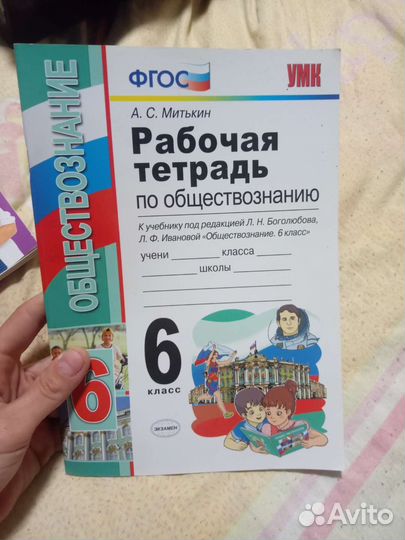 ФГОС
УМК
А. С. Митькин
Рабочая
тетрадь
по обществознанию
К учебнику под редакцией Л. Н. Боголюбова,
Л. Ф. Ивановой «Обществознание. 6 класс»
учени класса
школы
ОБЩЕСТВОЗНАНИЕ
6
класс
6
ЭКЗАМЕН
Avito